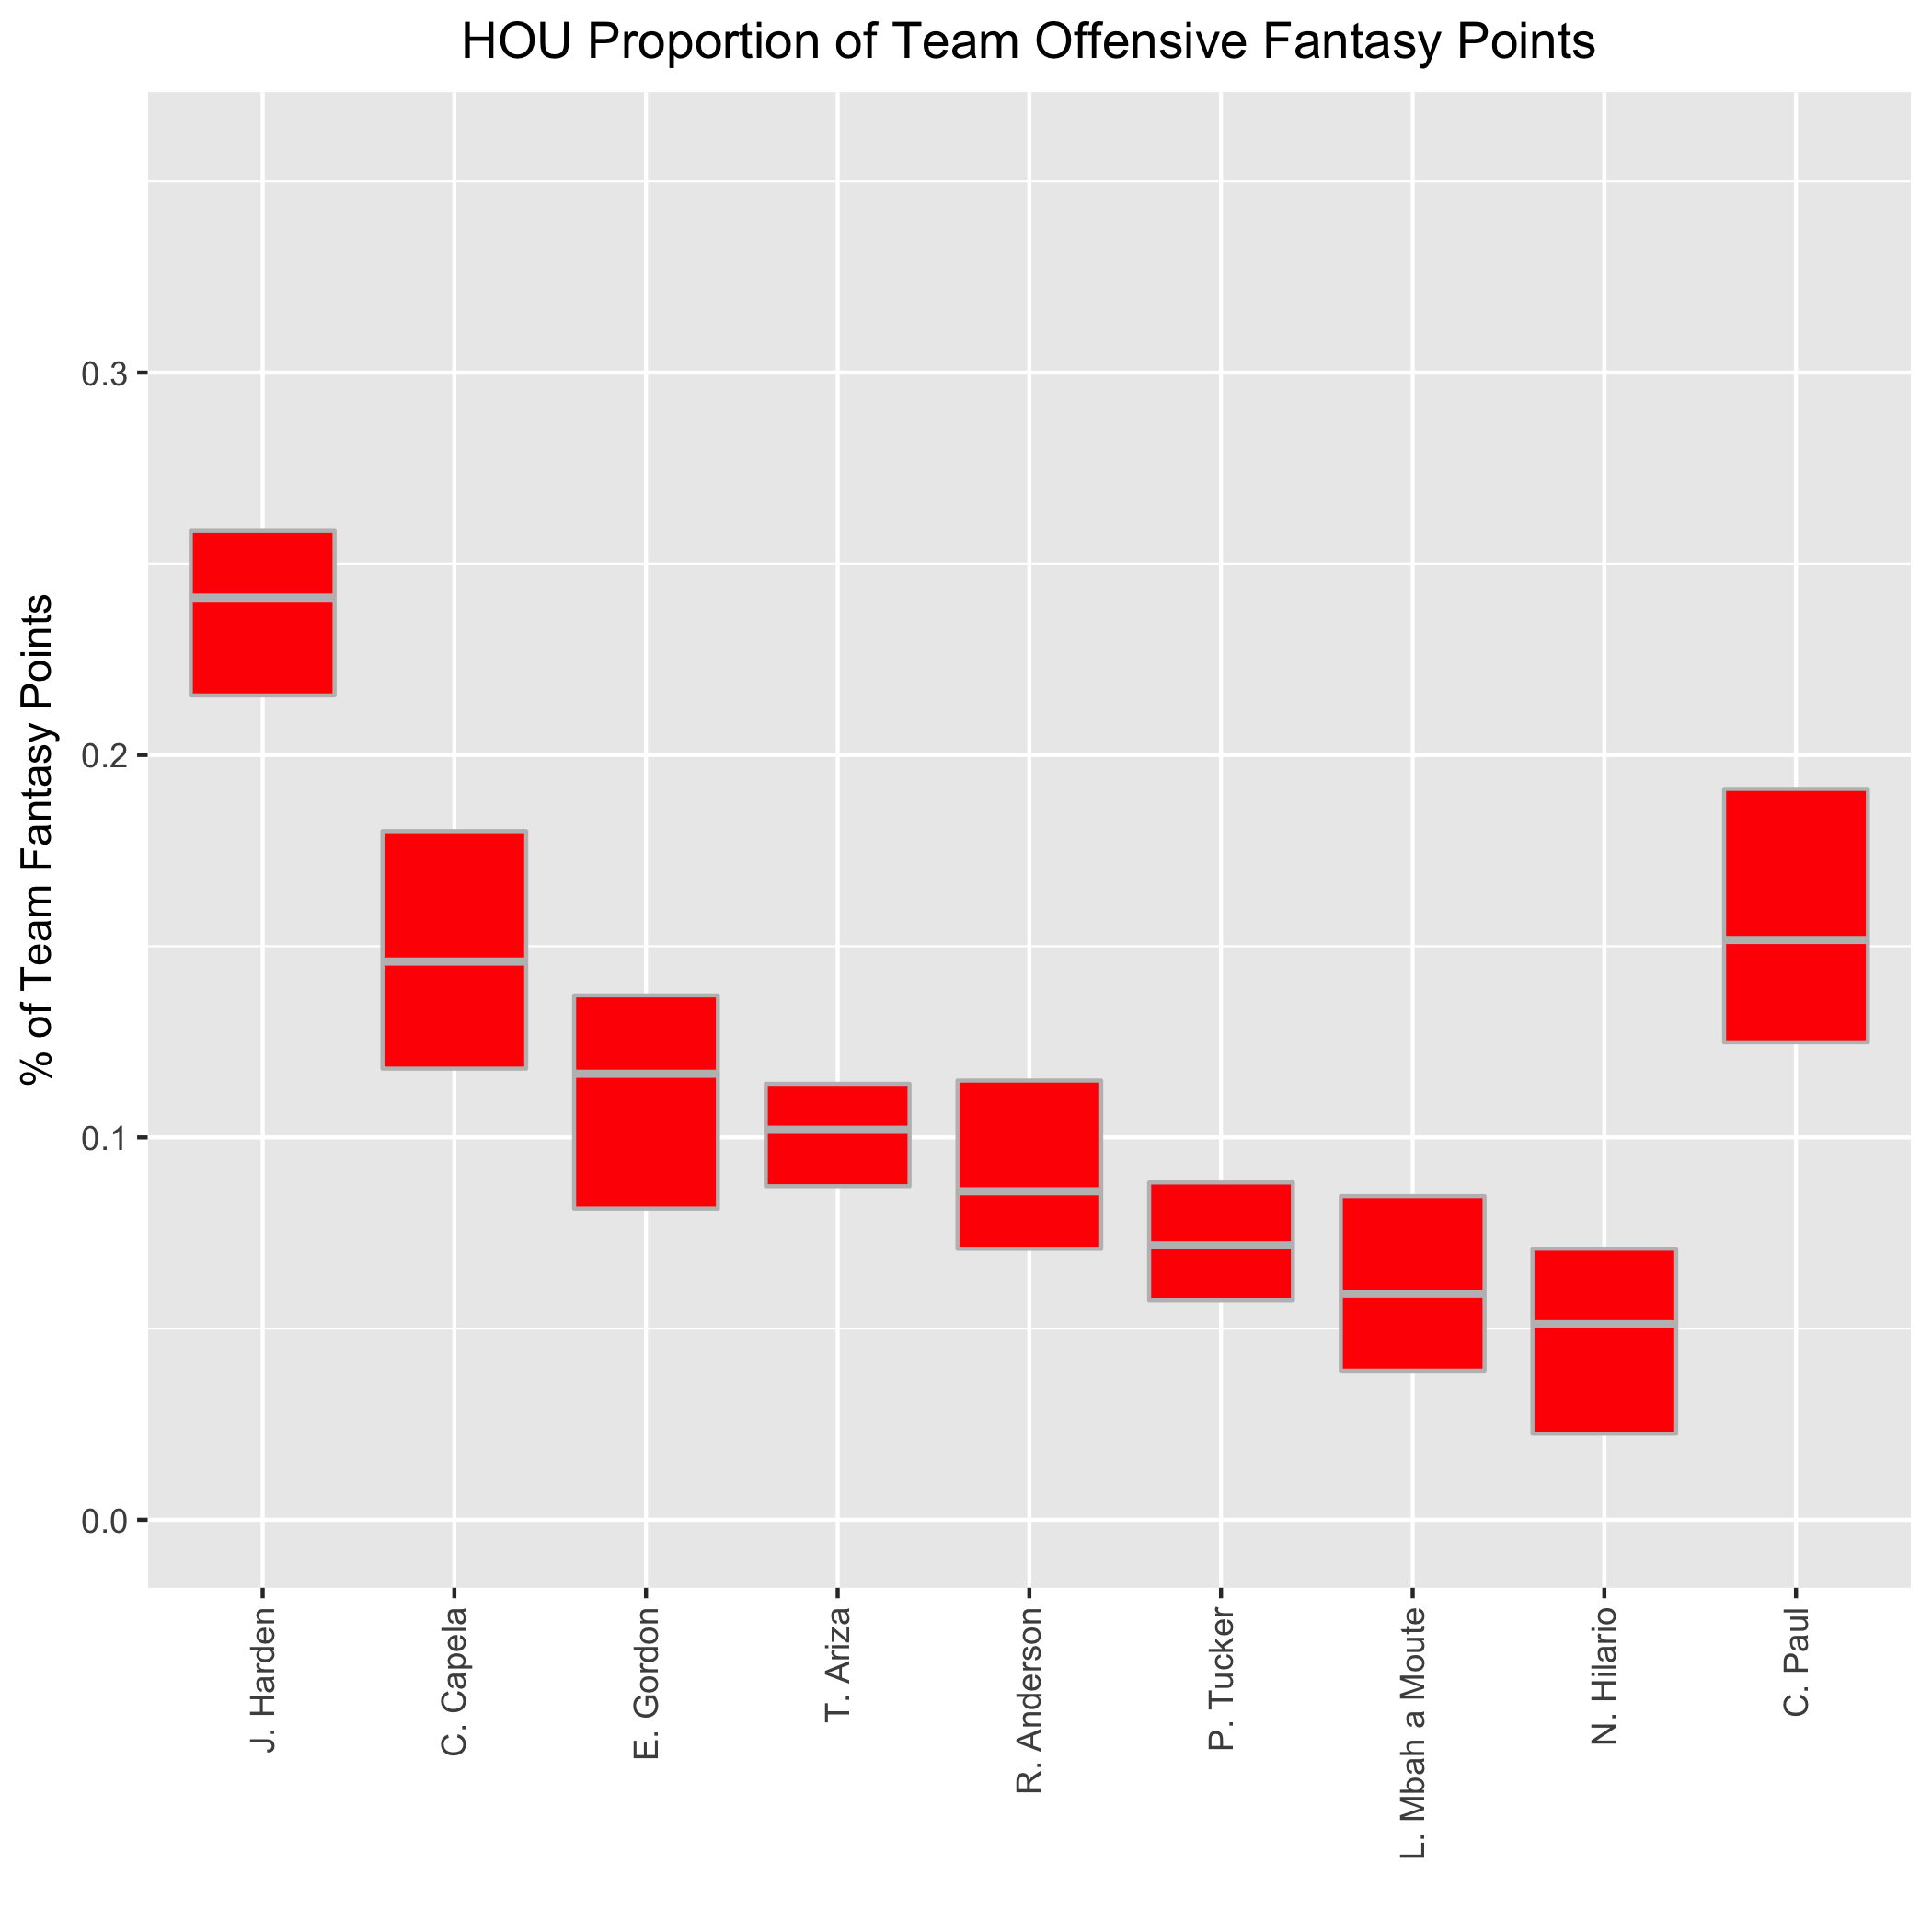 HOU Proportion of Team Offensive Fantasy Points
% of Team Fantasy Points
0.3
0.2
0.1
0.0
J. Harden
C. Capela
E. Gordon
T. Ariza
R. Anderson
P. Tucker
L. Mbah a Moute
N. Hilario
C. Paul